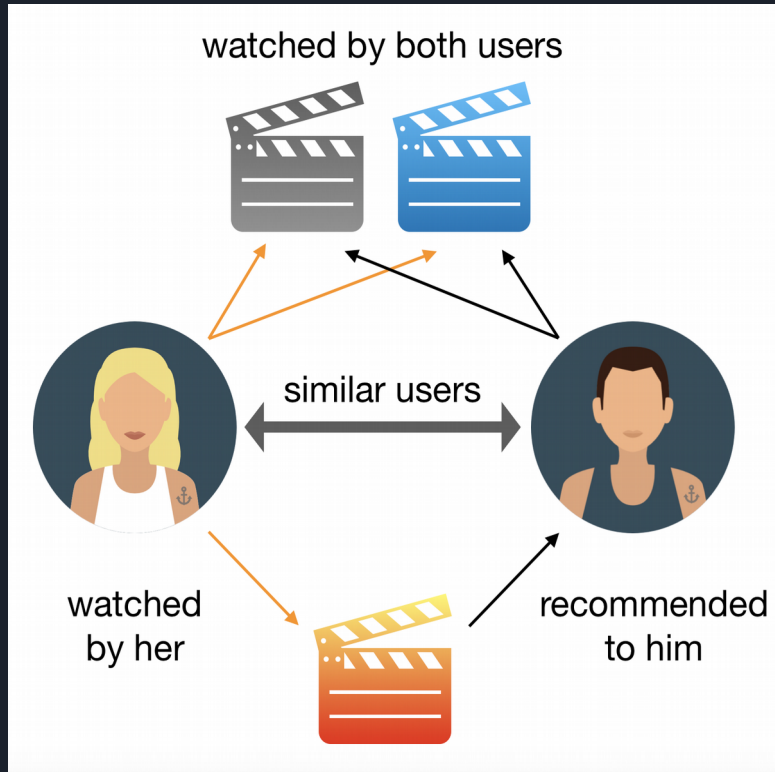 watched by both users
similar users
watched
by her
recommended
to him